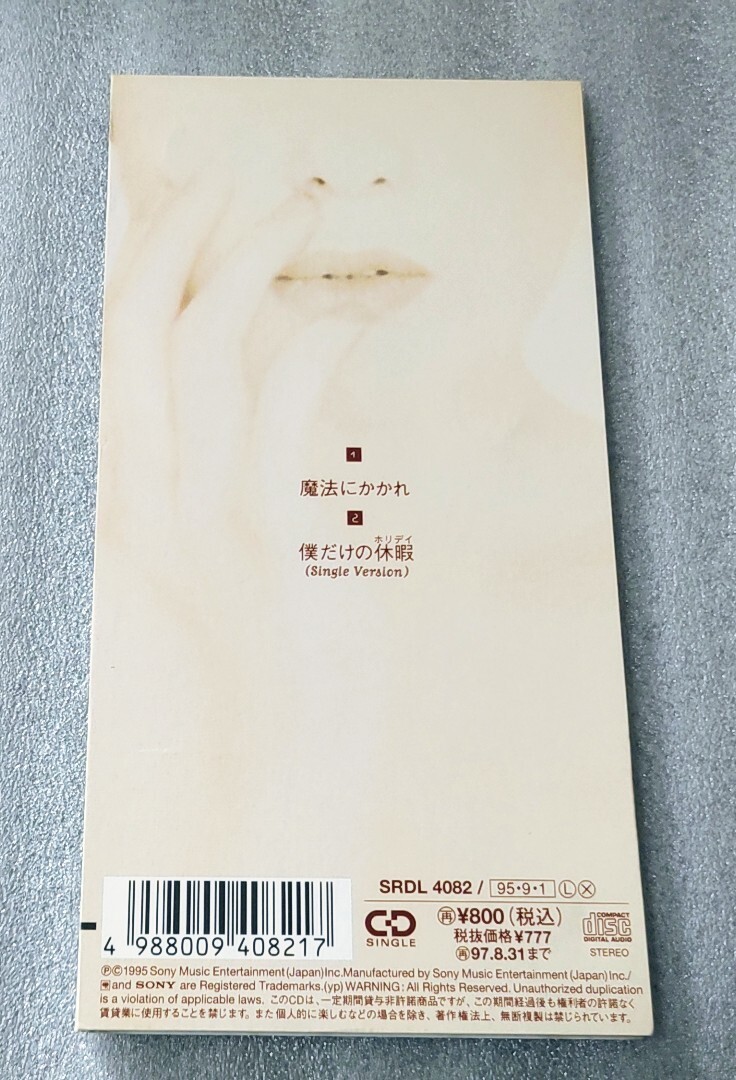 1
魔法にかかれ
2
ホリデイ
僕だけの休暇
(Single Version)
SRDL 4082 / 95・9・1 Ⓛ Ⓧ
4 988009 408217
CD
SINGLE
再¥800(税込)
税抜価格¥777
再97.8.31まで
COMPACT
disc
DIGITAL AUDIO
STEREO
Ⓟ©1995 Sony Music Entertainment(Japan)Inc.Manufactured by Sony Music Entertainment(Japan)Inc./
and SONY are Registered Trademarks.(yp) WARNING: All Rights Reserved. Unauthorized duplication
is a violation of applicable laws. このCDは、一定期間貸与非許諾商品ですが、この期間経過後も権利者の許諾なく
賃貸業に使用することを禁じます。また個人的に楽しむなどの場合を除き、著作権法上、無断複製は禁じられています。